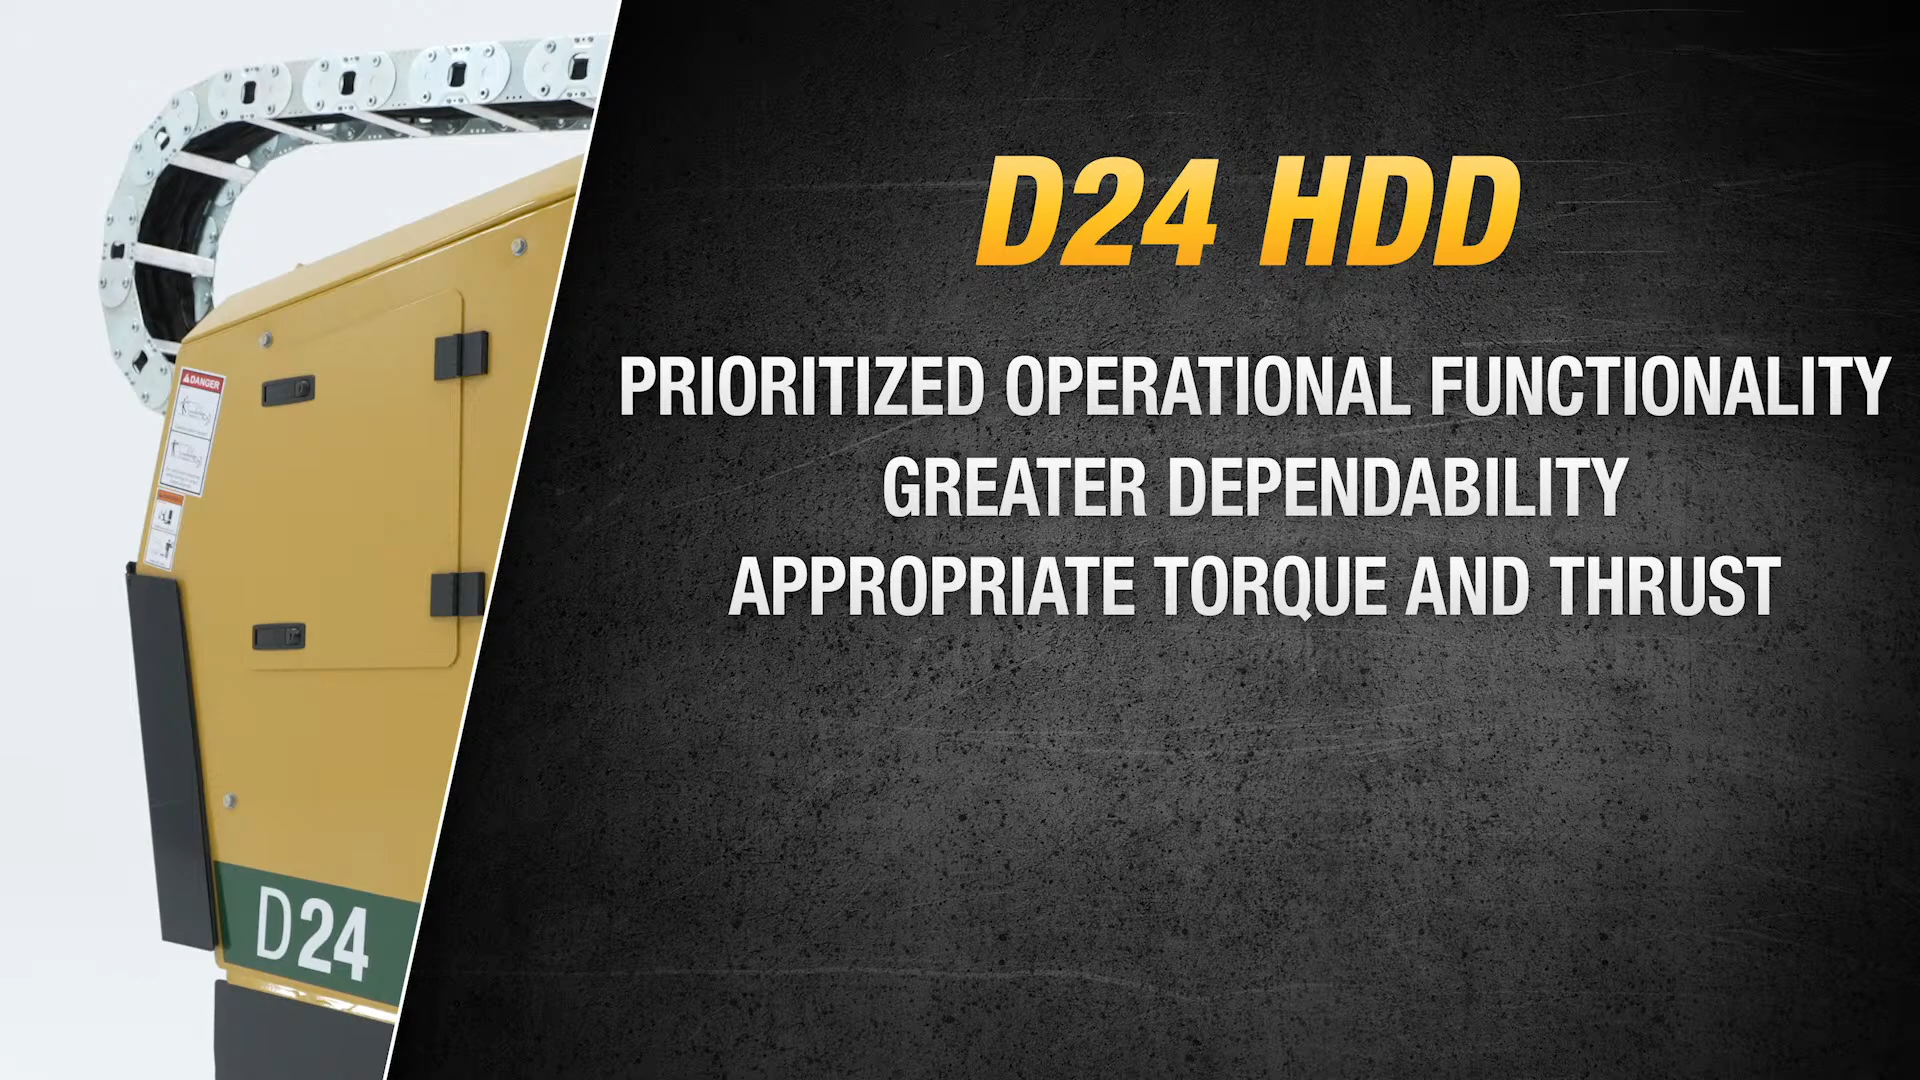 D24 HDD
PRIORITIZED OPERATIONAL FUNCTIONALITY
GREATER DEPENDABILITY
APPROPRIATE TORQUE AND THRUST
DANGER
D24